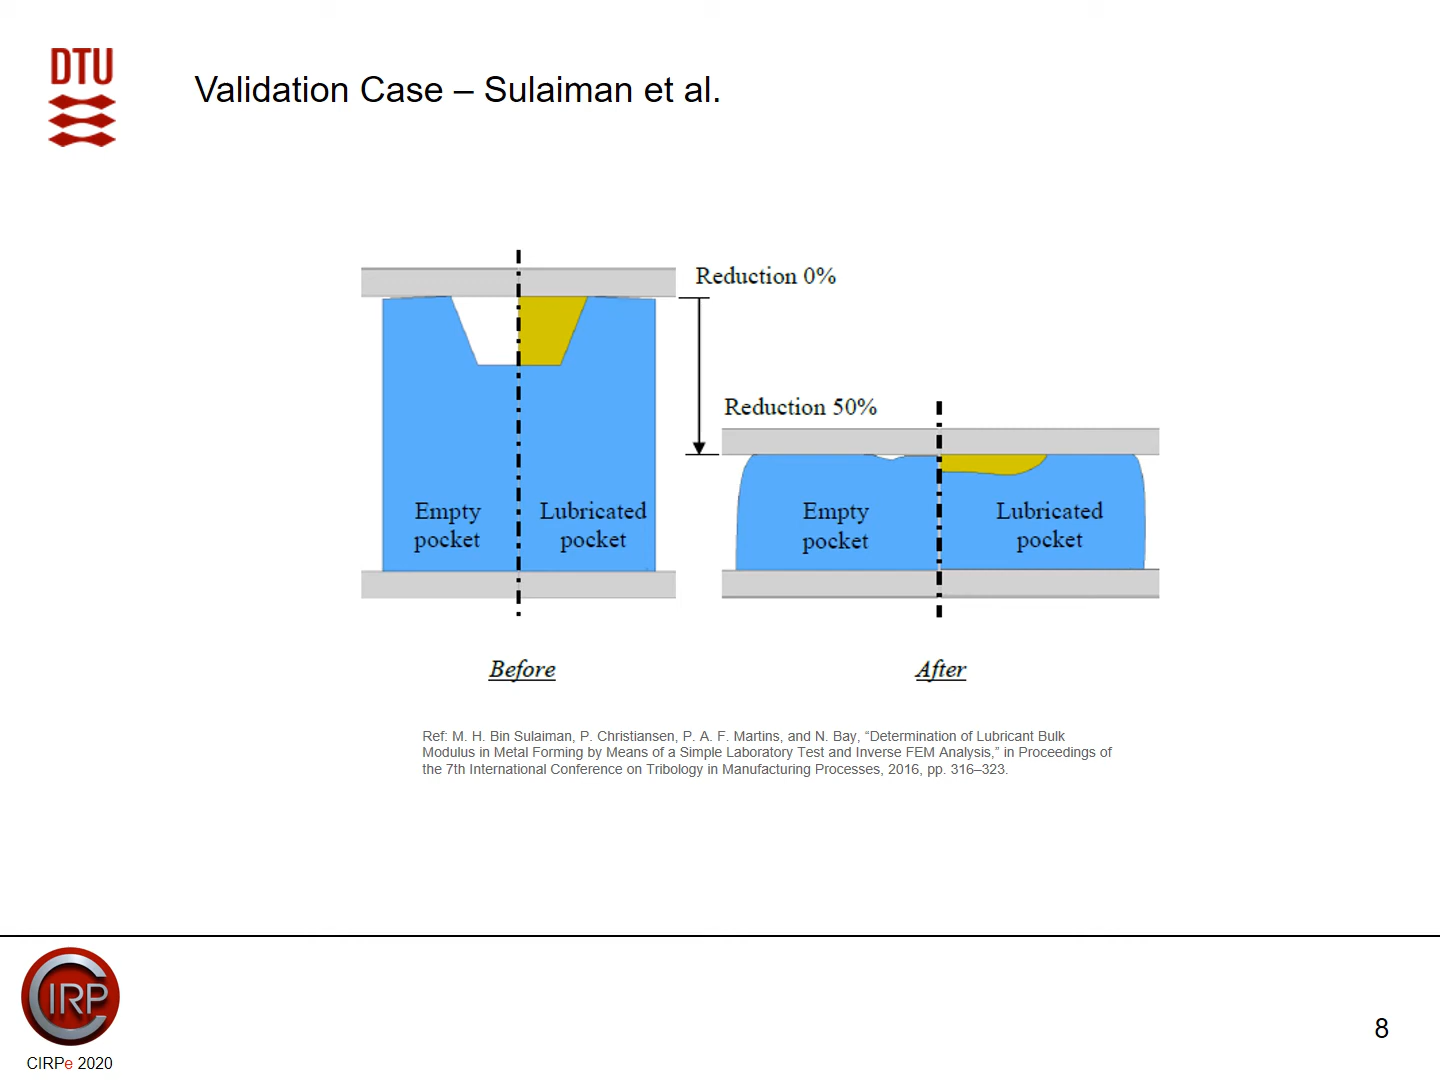 DTU
Validation Case – Sulaiman et al.
Reduction 0%
Reduction 50%
Empty
pocket
Lubricated
pocket
Empty
pocket
Lubricated
pocket
Before
After
Ref: M. H. Bin Sulaiman, P. Christiansen, P. A. F. Martins, and N. Bay, “Determination of Lubricant Bulk
Modulus in Metal Forming by Means of a Simple Laboratory Test and Inverse FEM Analysis,” in Proceedings of
the 7th International Conference on Tribology in Manufacturing Processes, 2016, pp. 316–323.
CIRP
CIRPe 2020
8